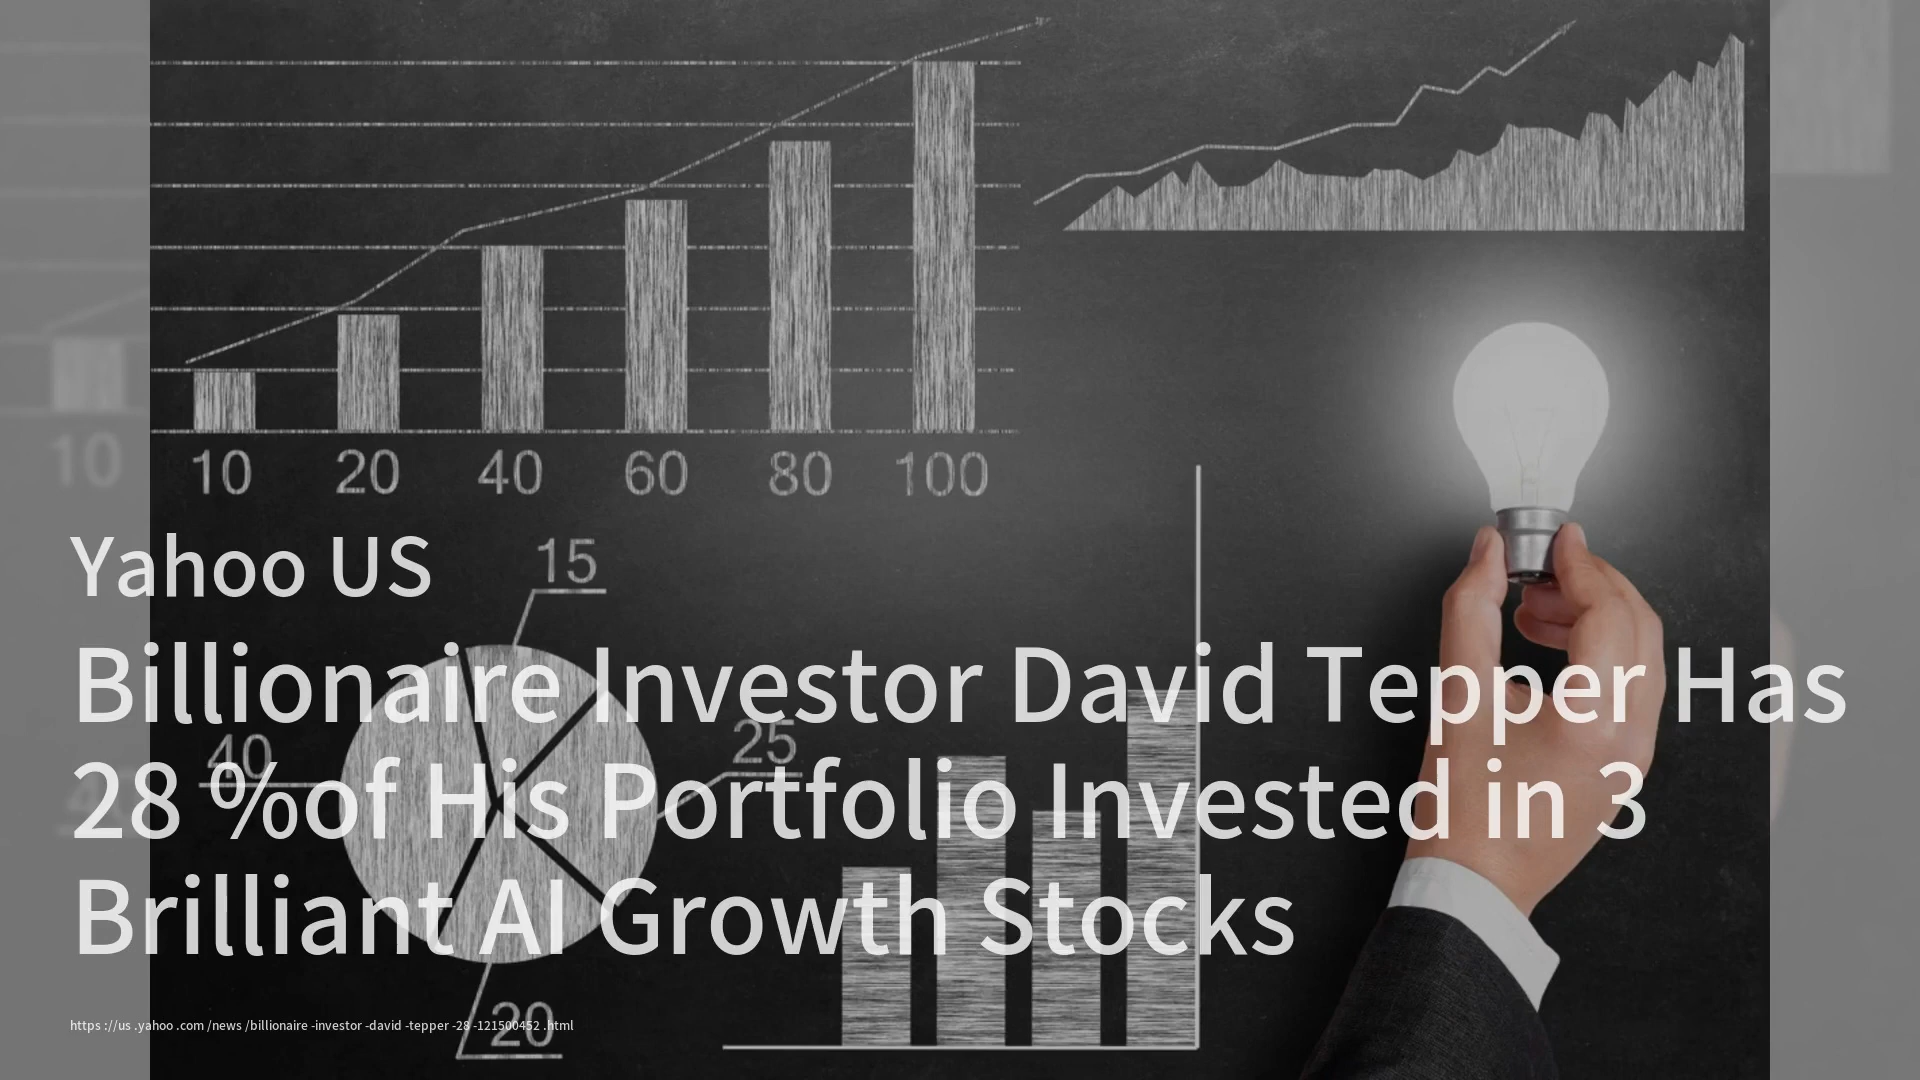 10 20 40 60 80 100
10
Yahoo US
15
Billionaire Investor David Tepper Has
40
25
28 %of His Portfolio Invested in 3
Brilliant AI Growth Stocks
20
https ://us .yahoo .com /news /billionaire -investor -david -tepper -28 -121500452 .html